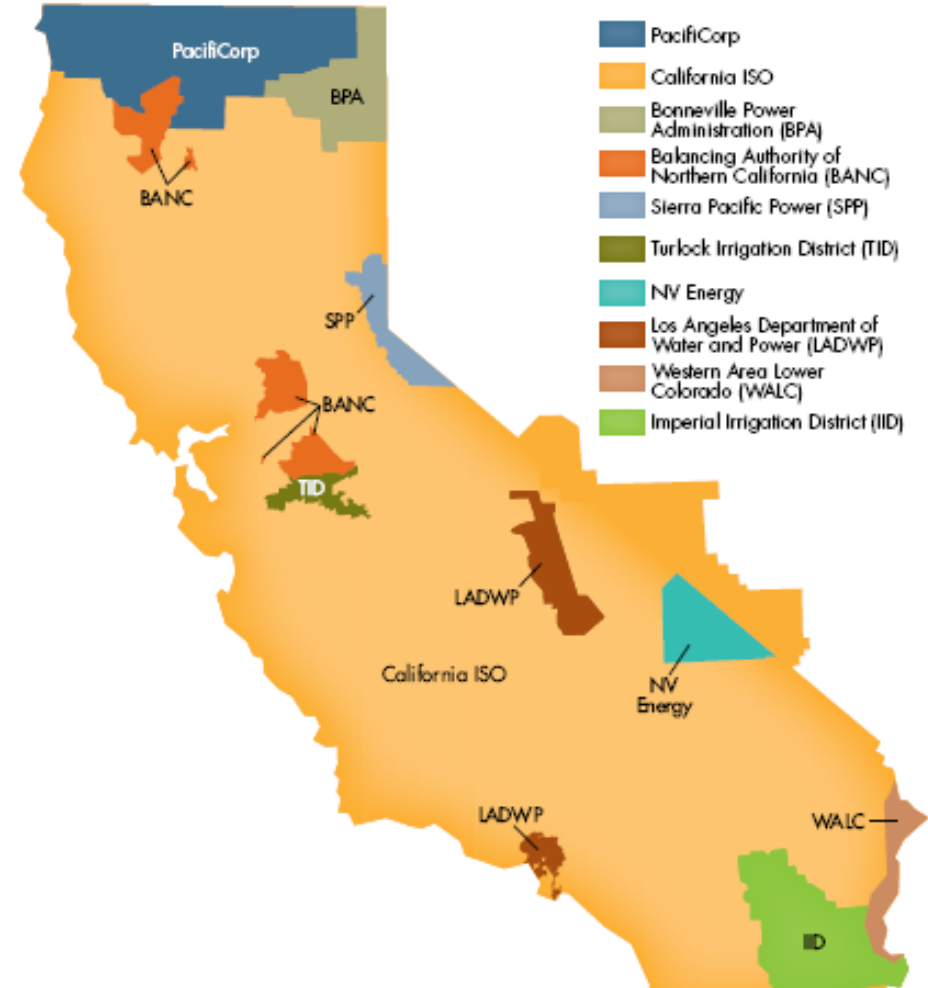 PacifiCorp
BPA
BANC
SPP
BANC
TID
LADWP
California ISO
NV
Energy
LADWP
WALC
IID
PacifiCorp
California ISO
Bonneville Power
Administration (BPA)
Balancing Authority of
Northern California (BANC)
Sierra Pacific Power (SPP)
Turlock Irrigation District (TID)
NV Energy
Los Angeles Department of
Water and Power (LADWP)
Western Area Lower
Colorado (WALC)
Imperial Irrigation District (IID)